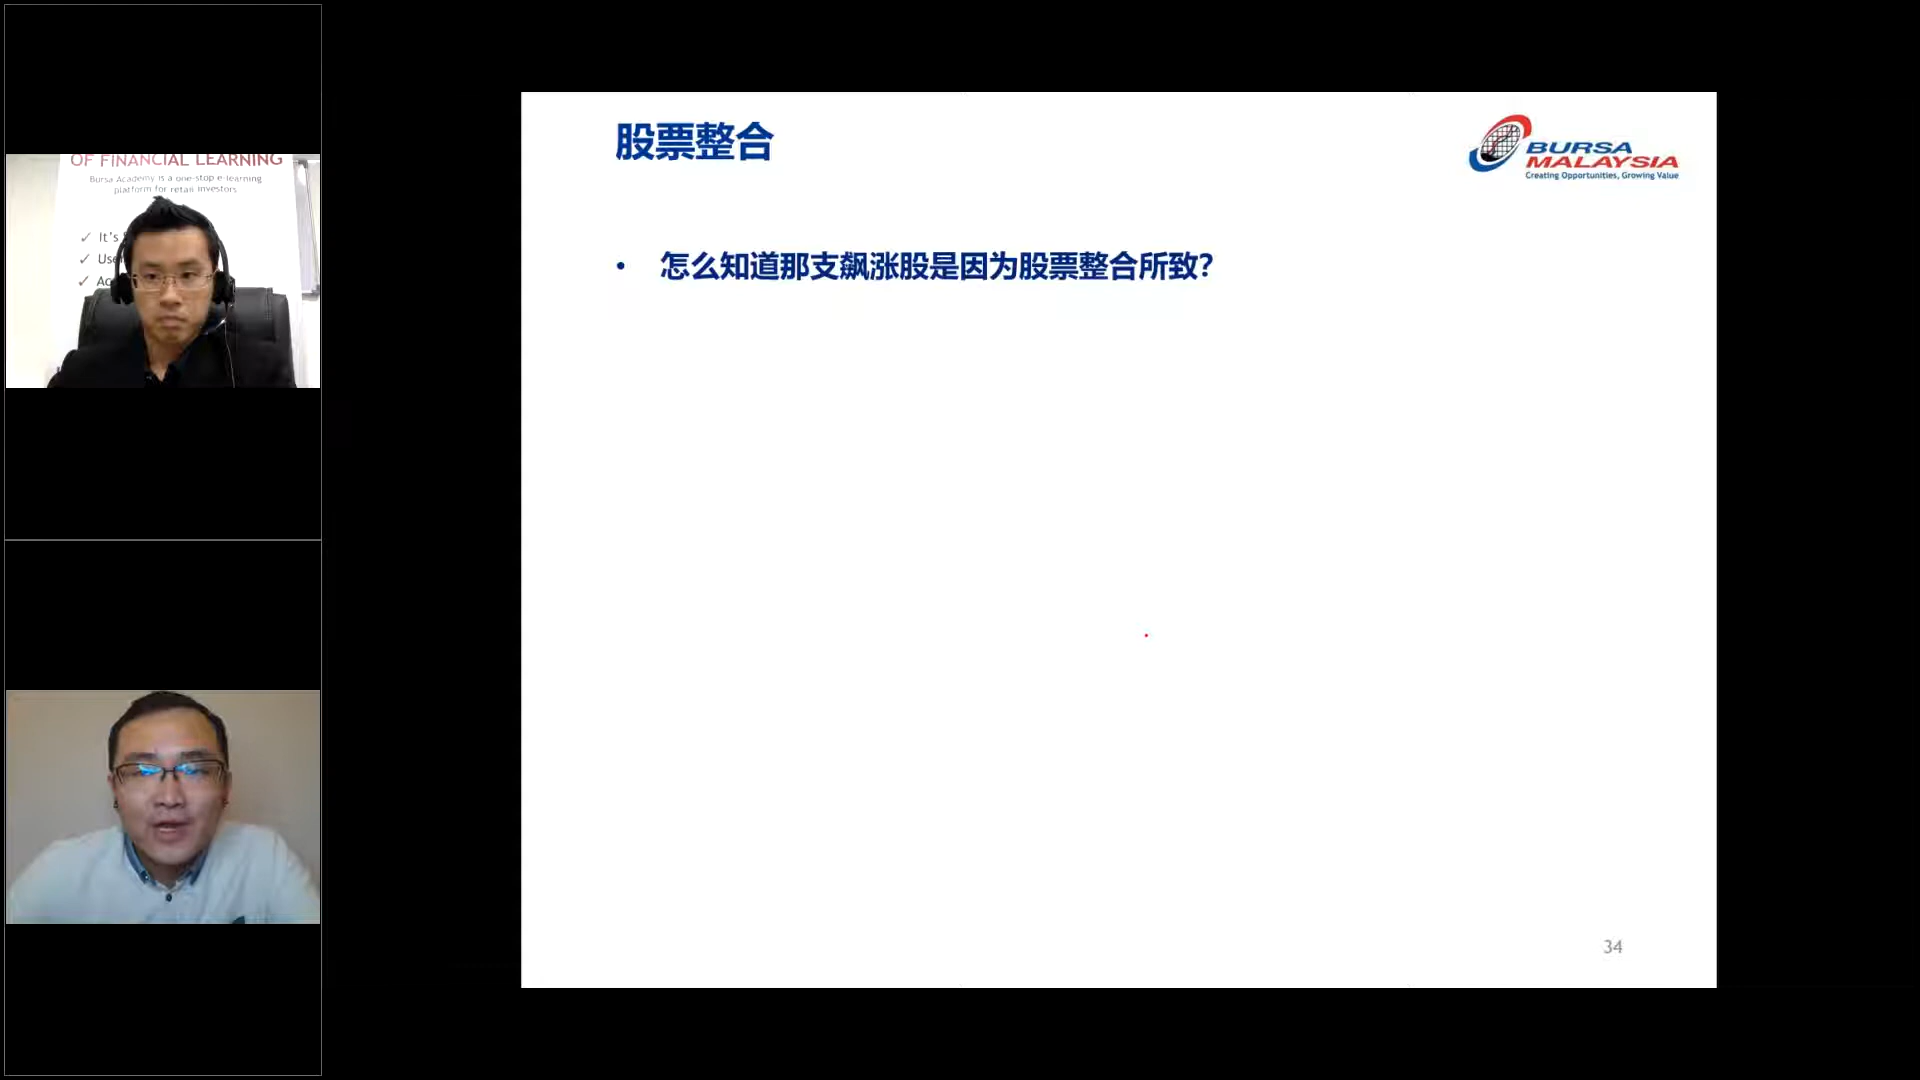 OF FINANCIAL LEARNING
Bursa Academy is a one-stop e-learning
platform for retail investors
✓ It's
✓ Use
✓ Ac
股票整合
BURSA
MALAYSIA
Creating Opportunities, Growing Value
• 怎么知道那支飙涨股是因为股票整合所致?
34